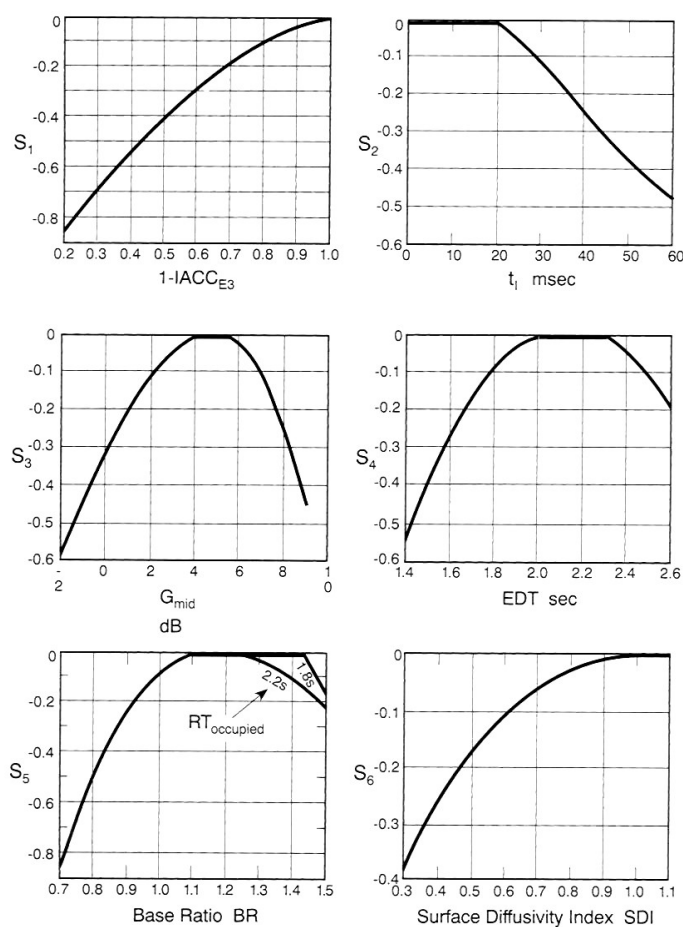 0
-0.2
-0.4
-0.6
-0.8
S1
0.2 0.3 0.4 0.5 0.6 0.7 0.8 0.9 1.0
1-IACCE3
0
-0.1
-0.2
-0.3
-0.4
-0.5
-0.6
S2
0 10 20 30 40 50 60
tI msec
0
-0.1
-0.2
-0.3
-0.4
-0.5
-0.6
S3
-2 0 2 4 6 8 10
Gmid
dB
0
-0.1
-0.2
-0.3
-0.4
-0.5
-0.6
S4
1.4 1.6 1.8 2.0 2.2 2.4 2.6
EDT sec
0
-0.2
-0.4
-0.6
-0.8
S5
2.2s
1.8s
RToccupied
0.7 0.8 0.9 1.0 1.1 1.2 1.3 1.4 1.5
Base Ratio BR
0
-0.1
-0.2
-0.3
-0.4
S6
0.3 0.4 0.5 0.6 0.7 0.8 0.9 1.0 1.1
Surface Diffusivity Index SDI